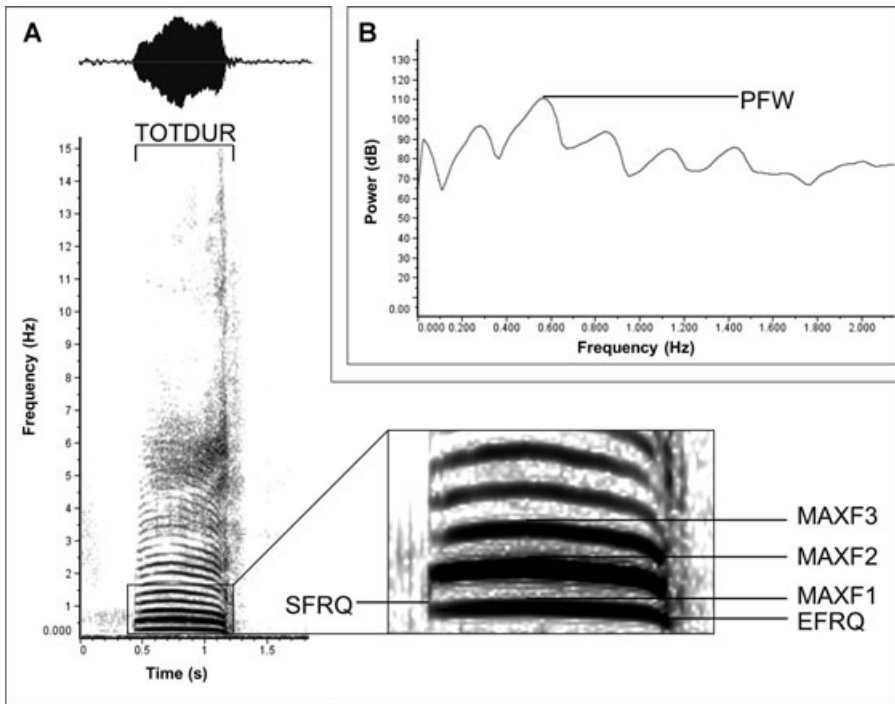 A
TOTDUR
15
14
13
12
11
10
9
8
7
6
5
4
3
2
1
0.000
Frequency (Hz)
0 0.5 1 1.5
Time (s)
B
PFW
130
120
110
100
90
80
70
60
50
40
30
20
10
0.00
Power (dB)
0.000 0.200 0.400 0.600 0.800 1.000 1.200 1.400 1.600 1.800 2.000
Frequency (Hz)
SFRQ
MAXF3
MAXF2
MAXF1
EFRQ